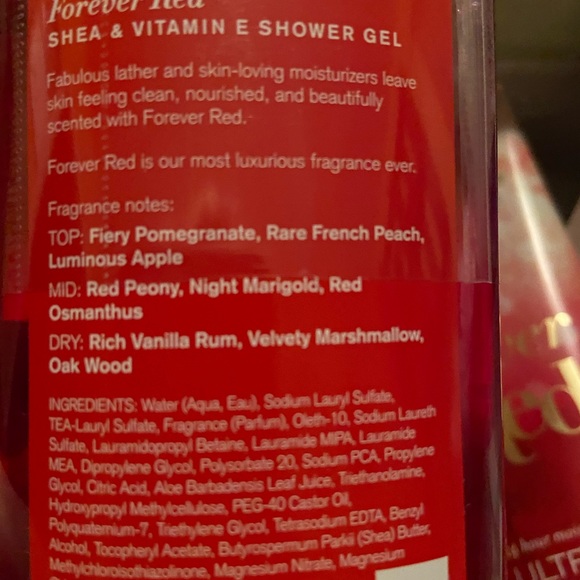 Forever Red
SHEA & VITAMIN E SHOWER GEL
Fabulous lather and skin-loving moisturizers leave
skin feeling clean, nourished, and beautifully
scented with Forever Red.
Forever Red is our most luxurious fragrance ever.
Fragrance notes:
TOP: Fiery Pomegranate, Rare French Peach,
Luminous Apple
MID: Red Peony, Night Marigold, Red
Osmanthus
DRY: Rich Vanilla Rum, Velvety Marshmallow,
Oak Wood
INGREDIENTS: Water (Aqua, Eau), Sodium Lauryl Sulfate,
TEA-Lauryl Sulfate, Fragrance (Parfum), Oleth-10, Sodium Laureth
Sulfate, Lauramidopropyl Betaine, Lauramide MIPA, Lauramide
MEA, Dipropylene Glycol, Polysorbate 20, Sodium PCA, Propylene
Glycol, Citric Acid, Aloe Barbadensis Leaf Juice, Triethanolamine,
Hydroxypropyl Methylcellulose, PEG-40 Castor Oil,
Polyquaternium-7, Triethylene Glycol, Tetrasodium EDTA, Benzyl
Alcohol, Tocopheryl Acetate, Butyrospermum Parkii (Shea) Butter,
Methylchloroisothiazolinone, Magnesium Nitrate, Magnesium
er
ed
hour
ULTR